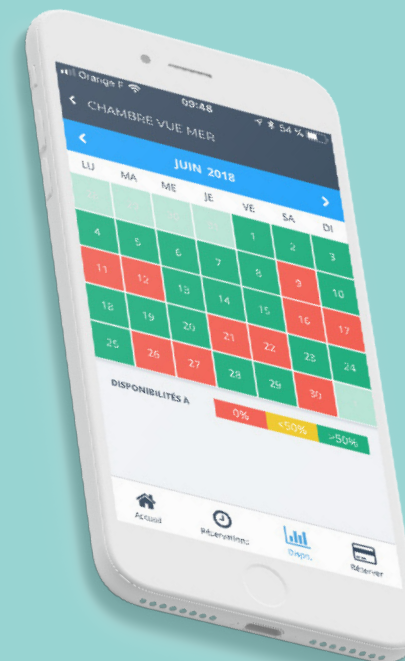 Orange F 03:48 54 %
CHAMBRE VUE MER
JUIN 2018
LU MA ME JE VE SA DI
1 2 3
4 5 6 7 8 9 10
11 12 13 14 15 16 17
18 19 20 21 22 23 24
25 26 27 28 29 30
DISPONIBILITÉS À
0% <50% >50%
Accueil Réservations Dispo. Réserver